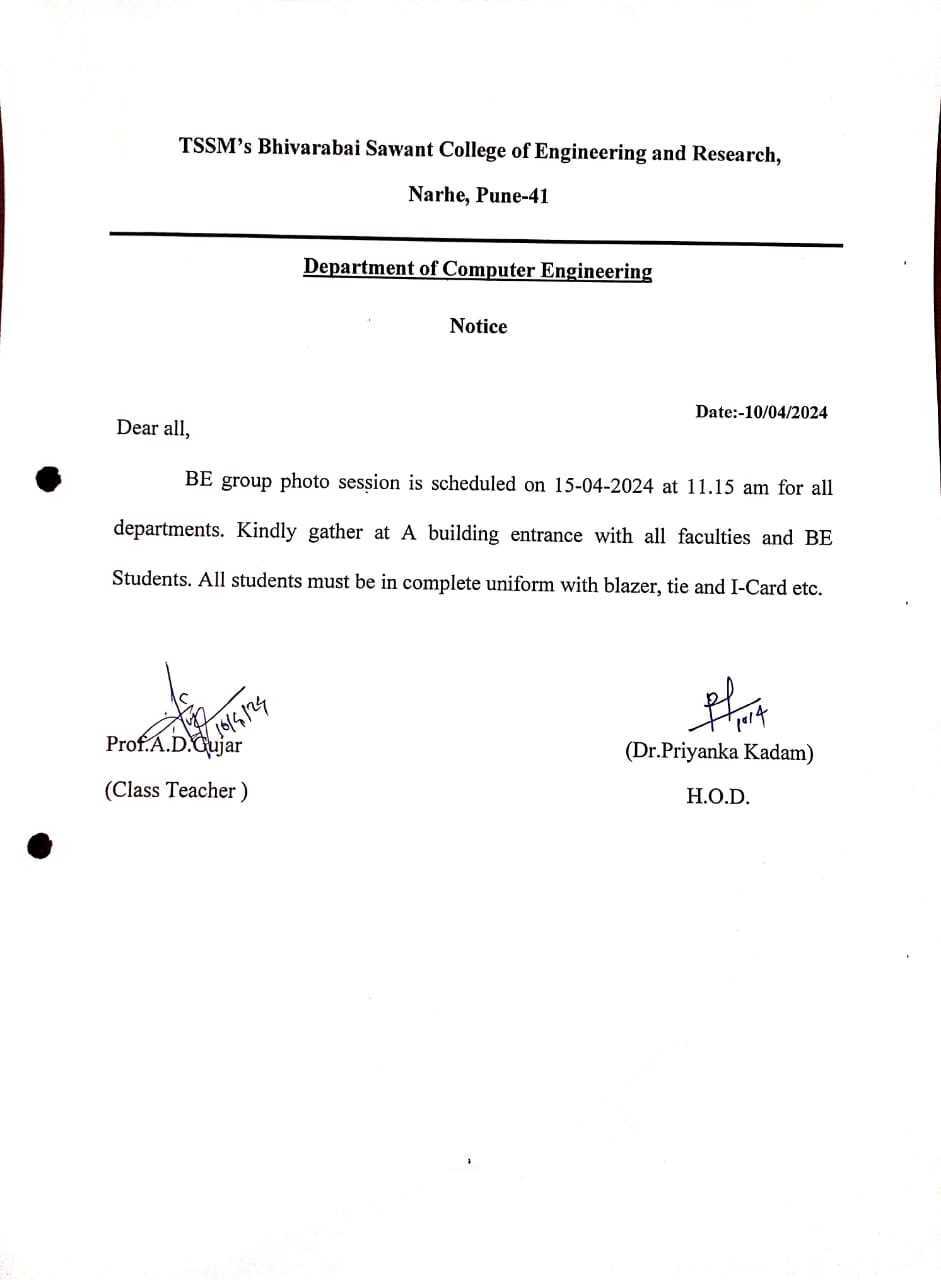 TSSM's Bhivarabai Sawant College of Engineering and Research,
Narhe, Pune-41
Department of Computer Engineering
Notice
Date:-10/04/2024
Dear all,
BE group photo session is scheduled on 15-04-2024 at 11.15 am for all
departments. Kindly gather at A building entrance with all faculties and BE
Students. All students must be in complete uniform with blazer, tie and I-Card etc.
10/4/24
10/4
Prof.A.D.Gujar
(Dr.Priyanka Kadam)
(Class Teacher )
H.O.D.